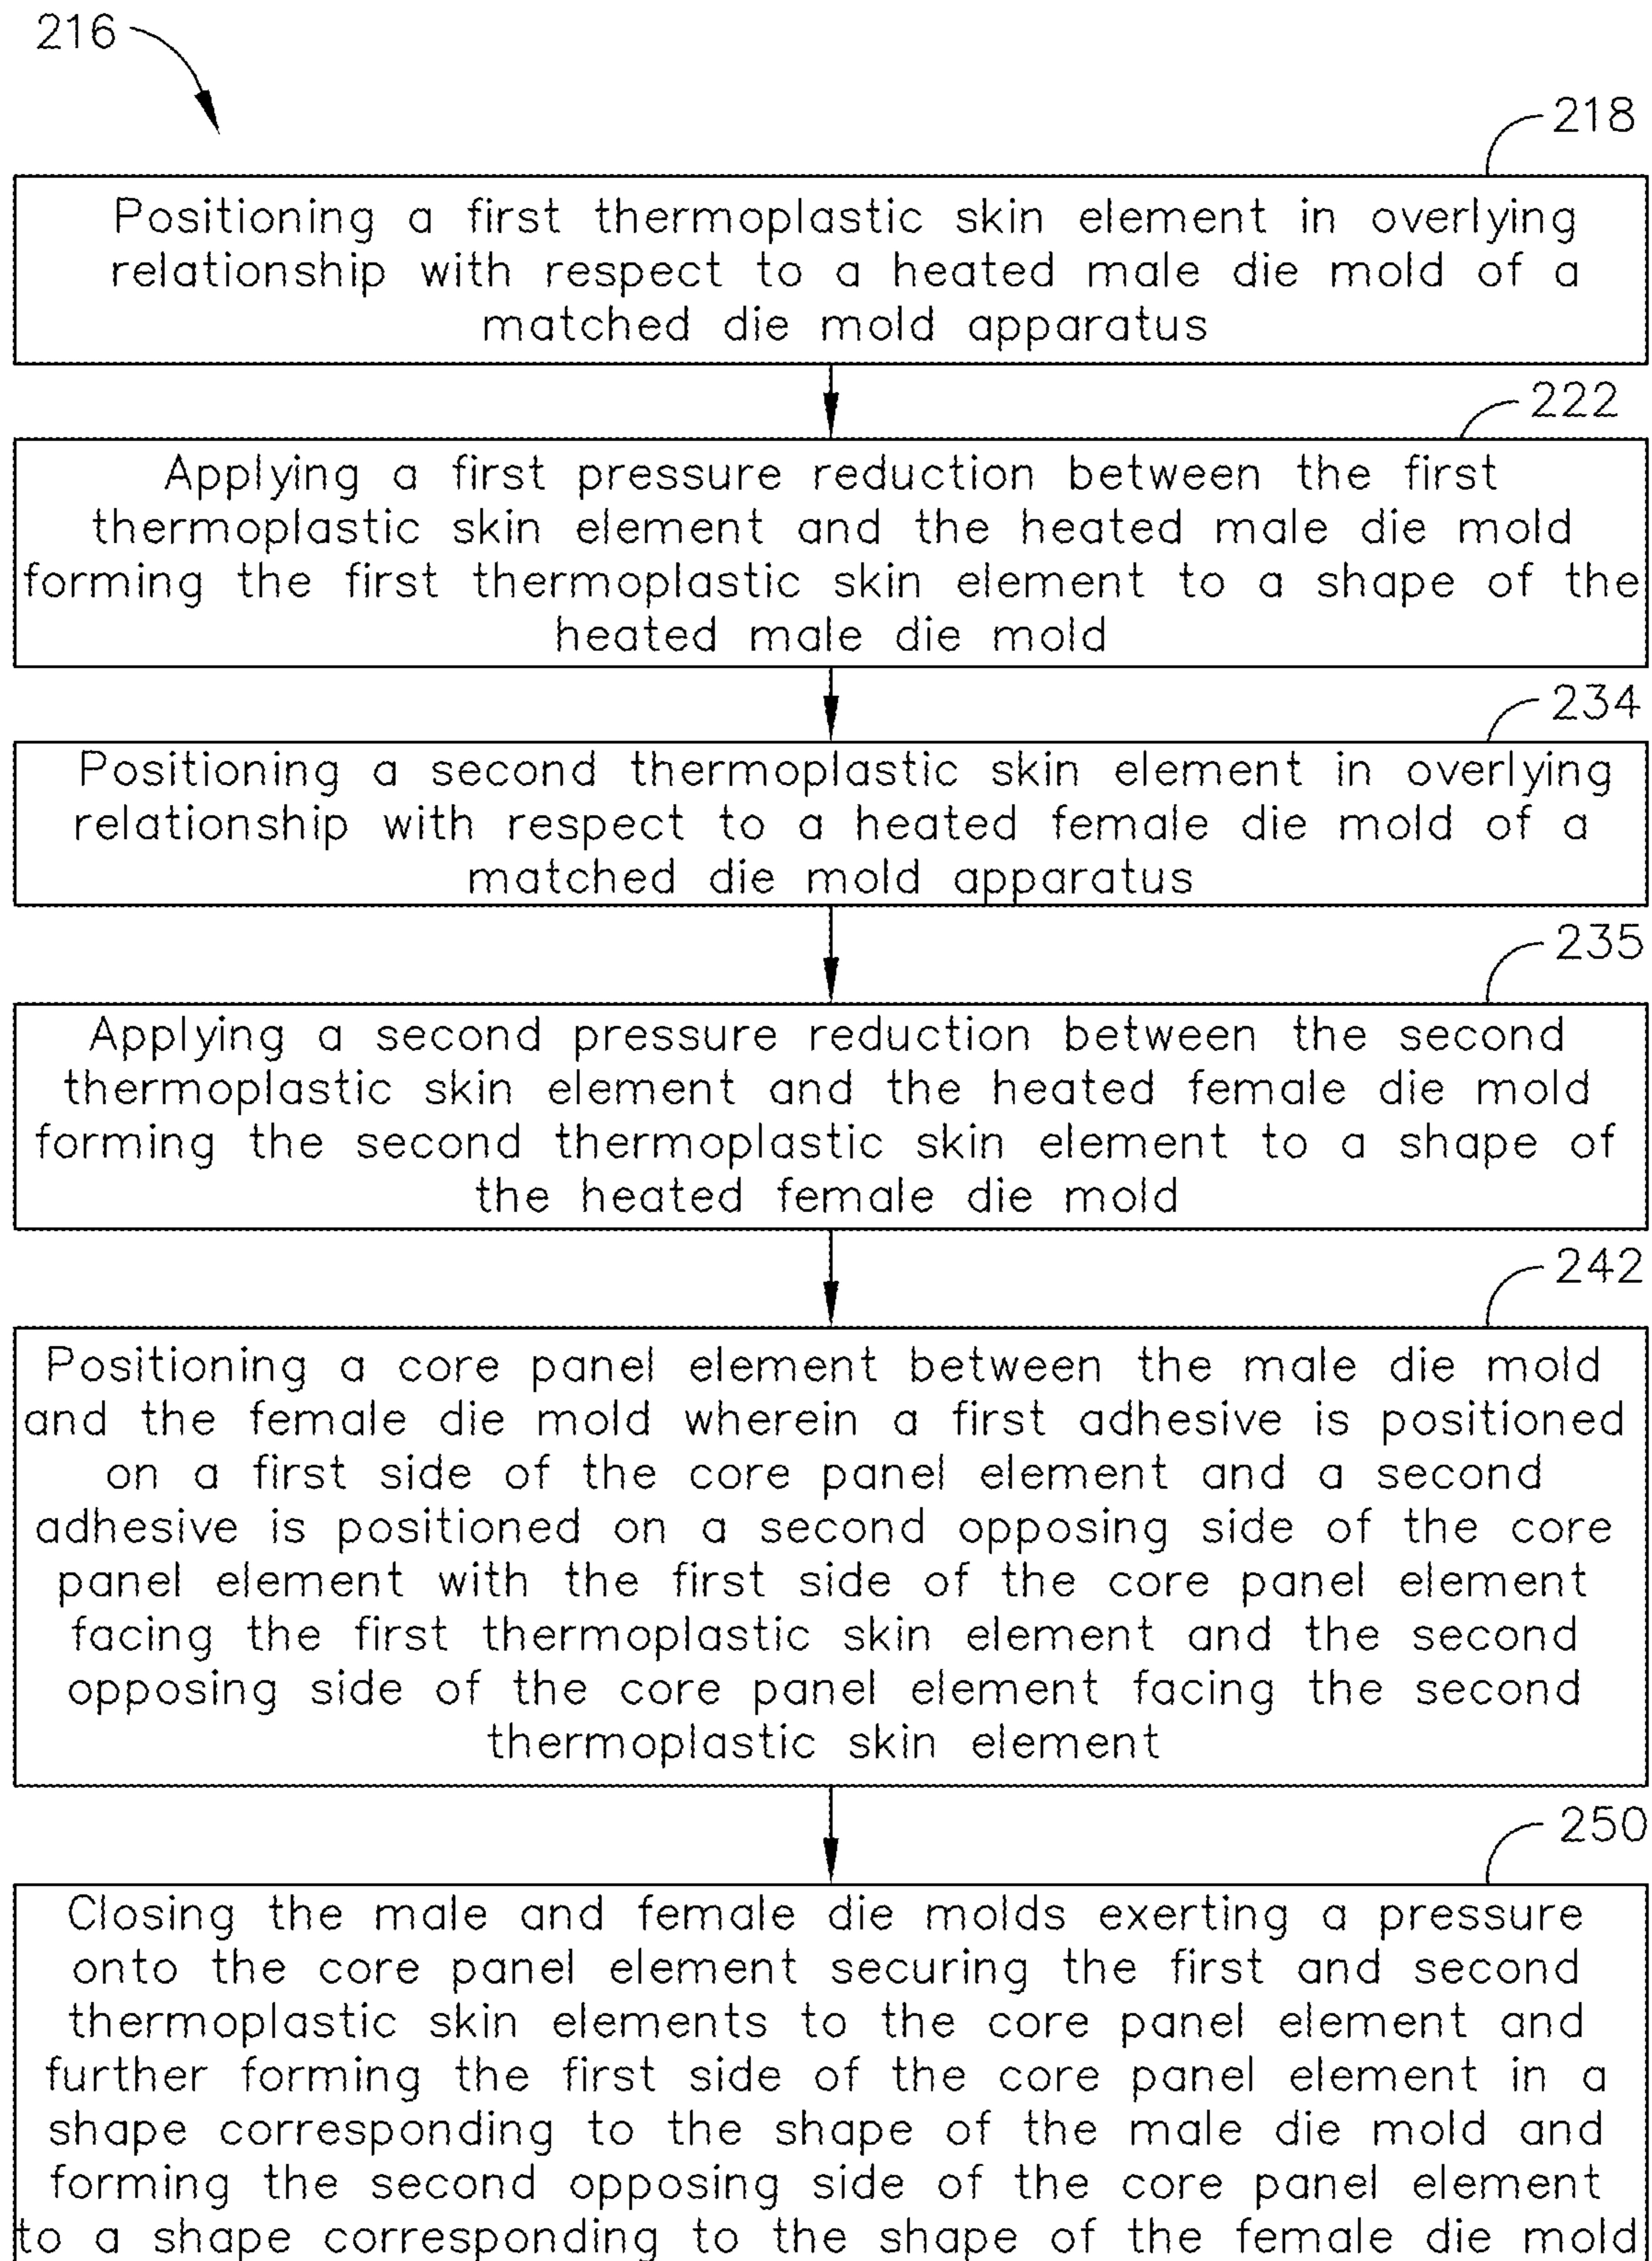 216
218
Positioning a first thermoplastic skin element in overlying
relationship with respect to a heated male die mold of a
matched die mold apparatus
222
Applying a first pressure reduction between the first
thermoplastic skin element and the heated male die mold
forming the first thermoplastic skin element to a shape of the
heated male die mold
234
Positioning a second thermoplastic skin element in overlying
relationship with respect to a heated female die mold of a
matched die mold apparatus
235
Applying a second pressure reduction between the second
thermoplastic skin element and the heated female die mold
forming the second thermoplastic skin element to a shape of
the heated female die mold
242
Positioning a core panel element between the male die mold
and the female die mold wherein a first adhesive is positioned
on a first side of the core panel element and a second
adhesive is positioned on a second opposing side of the core
panel element with the first side of the core panel element
facing the first thermoplastic skin element and the second
opposing side of the core panel element facing the second
thermoplastic skin element
250
Closing the male and female die molds exerting a pressure
onto the core panel element securing the first and second
thermoplastic skin elements to the core panel element and
further forming the first side of the core panel element in a
shape corresponding to the shape of the male die mold and
forming the second opposing side of the core panel element
to a shape corresponding to the shape of the female die mold